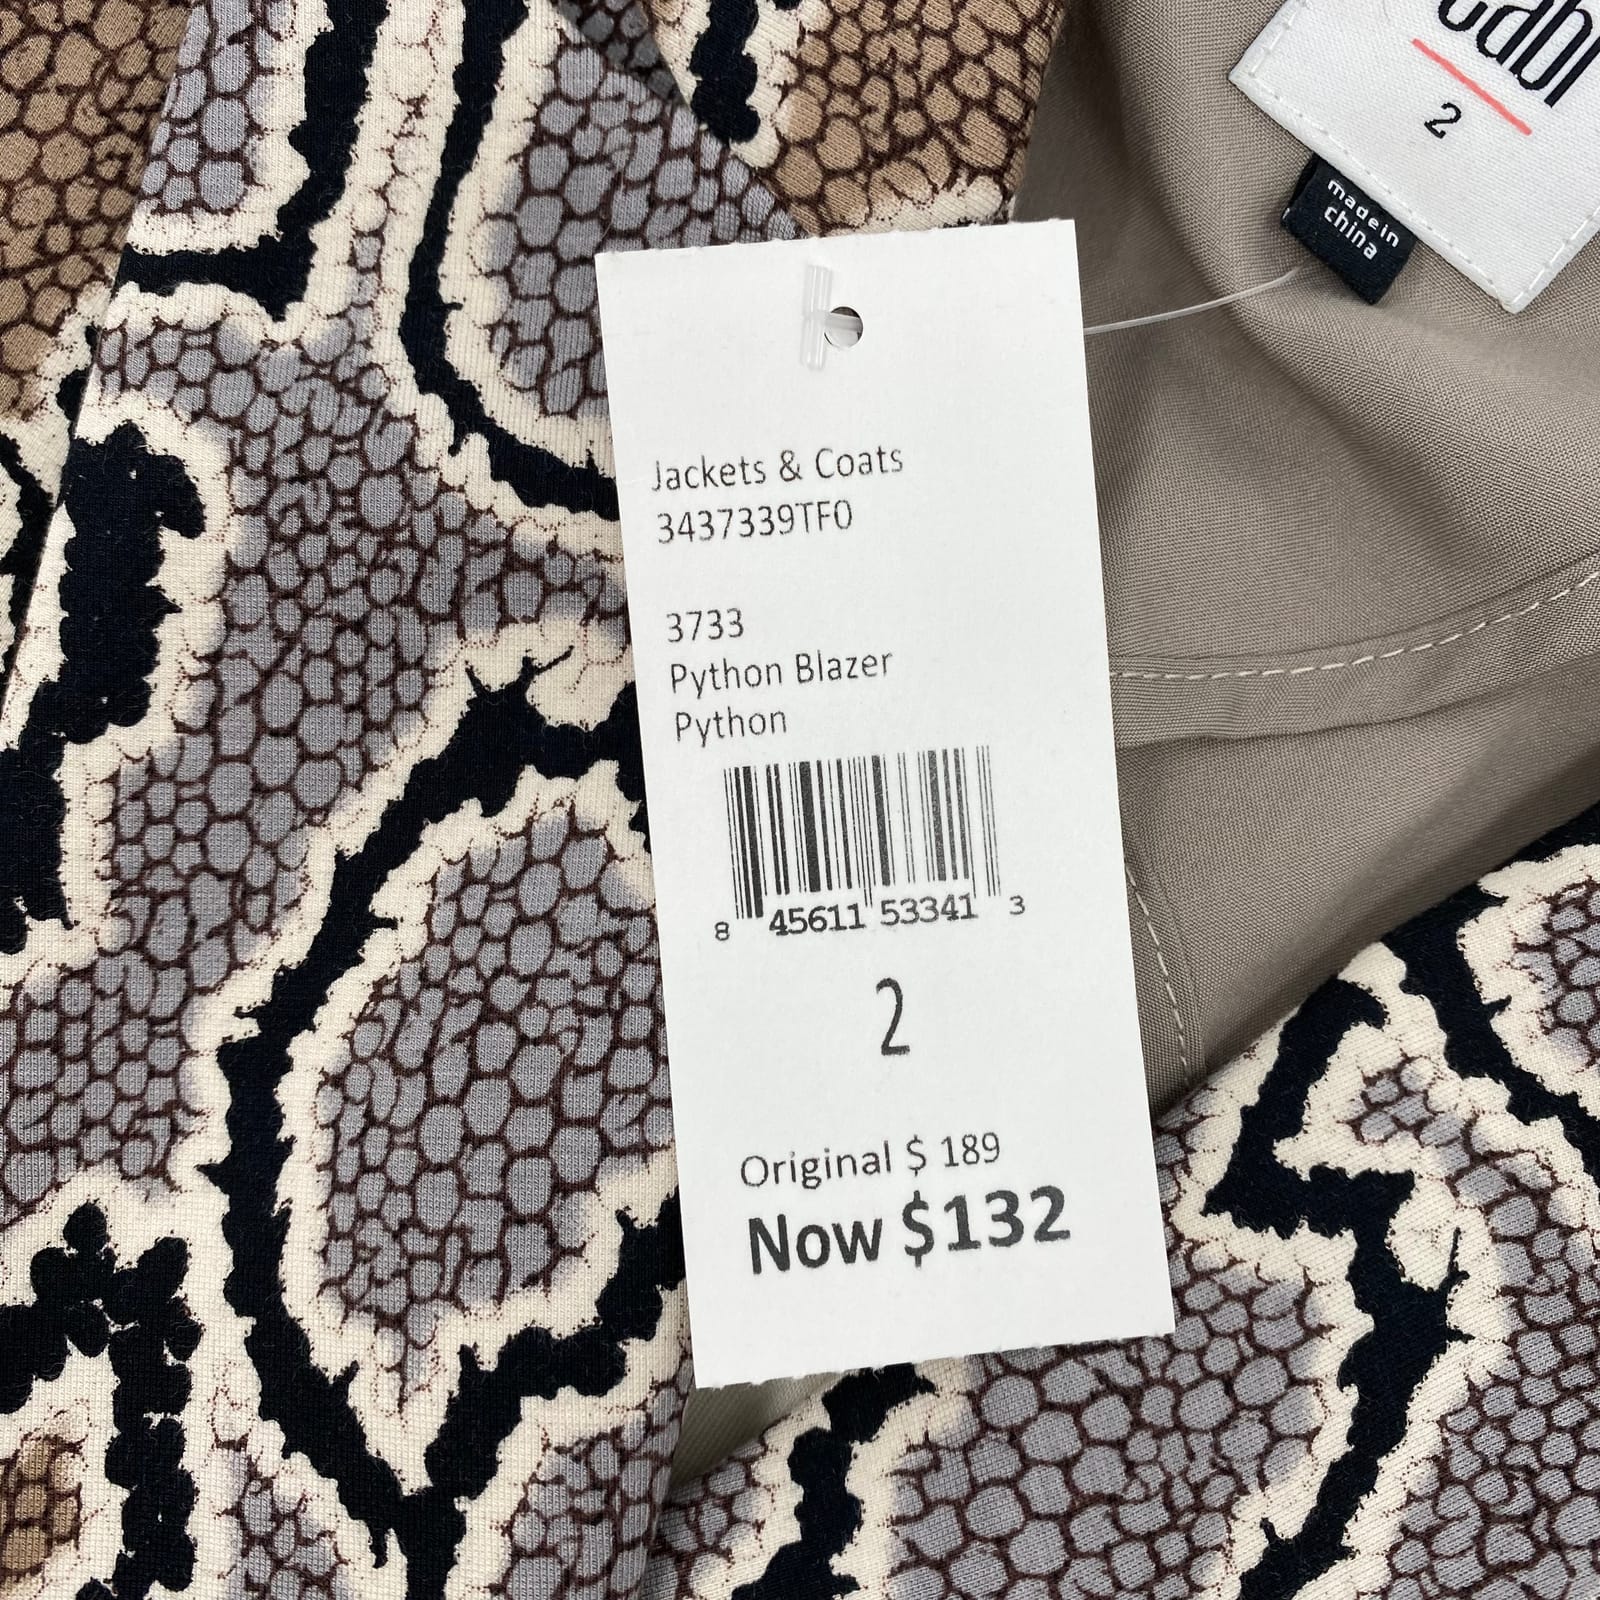 2
made in
china
Jackets & Coats
3437339TF0
3733
Python Blazer
Python
8 45611 53341 3
2
Original $ 189
Now $132